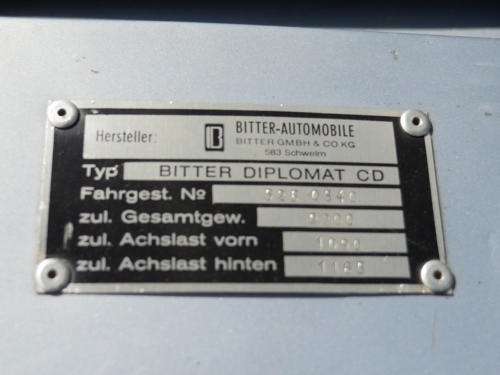 Hersteller: B BITTER-AUTOMOBILE
BITTER GMBH & CO KG
583 Schwelm
Typ BITTER DIPLOMAT CD
Fahrgest. №
zul. Gesamtgew.
zul. Achslast vorn
zul. Achslast hinten